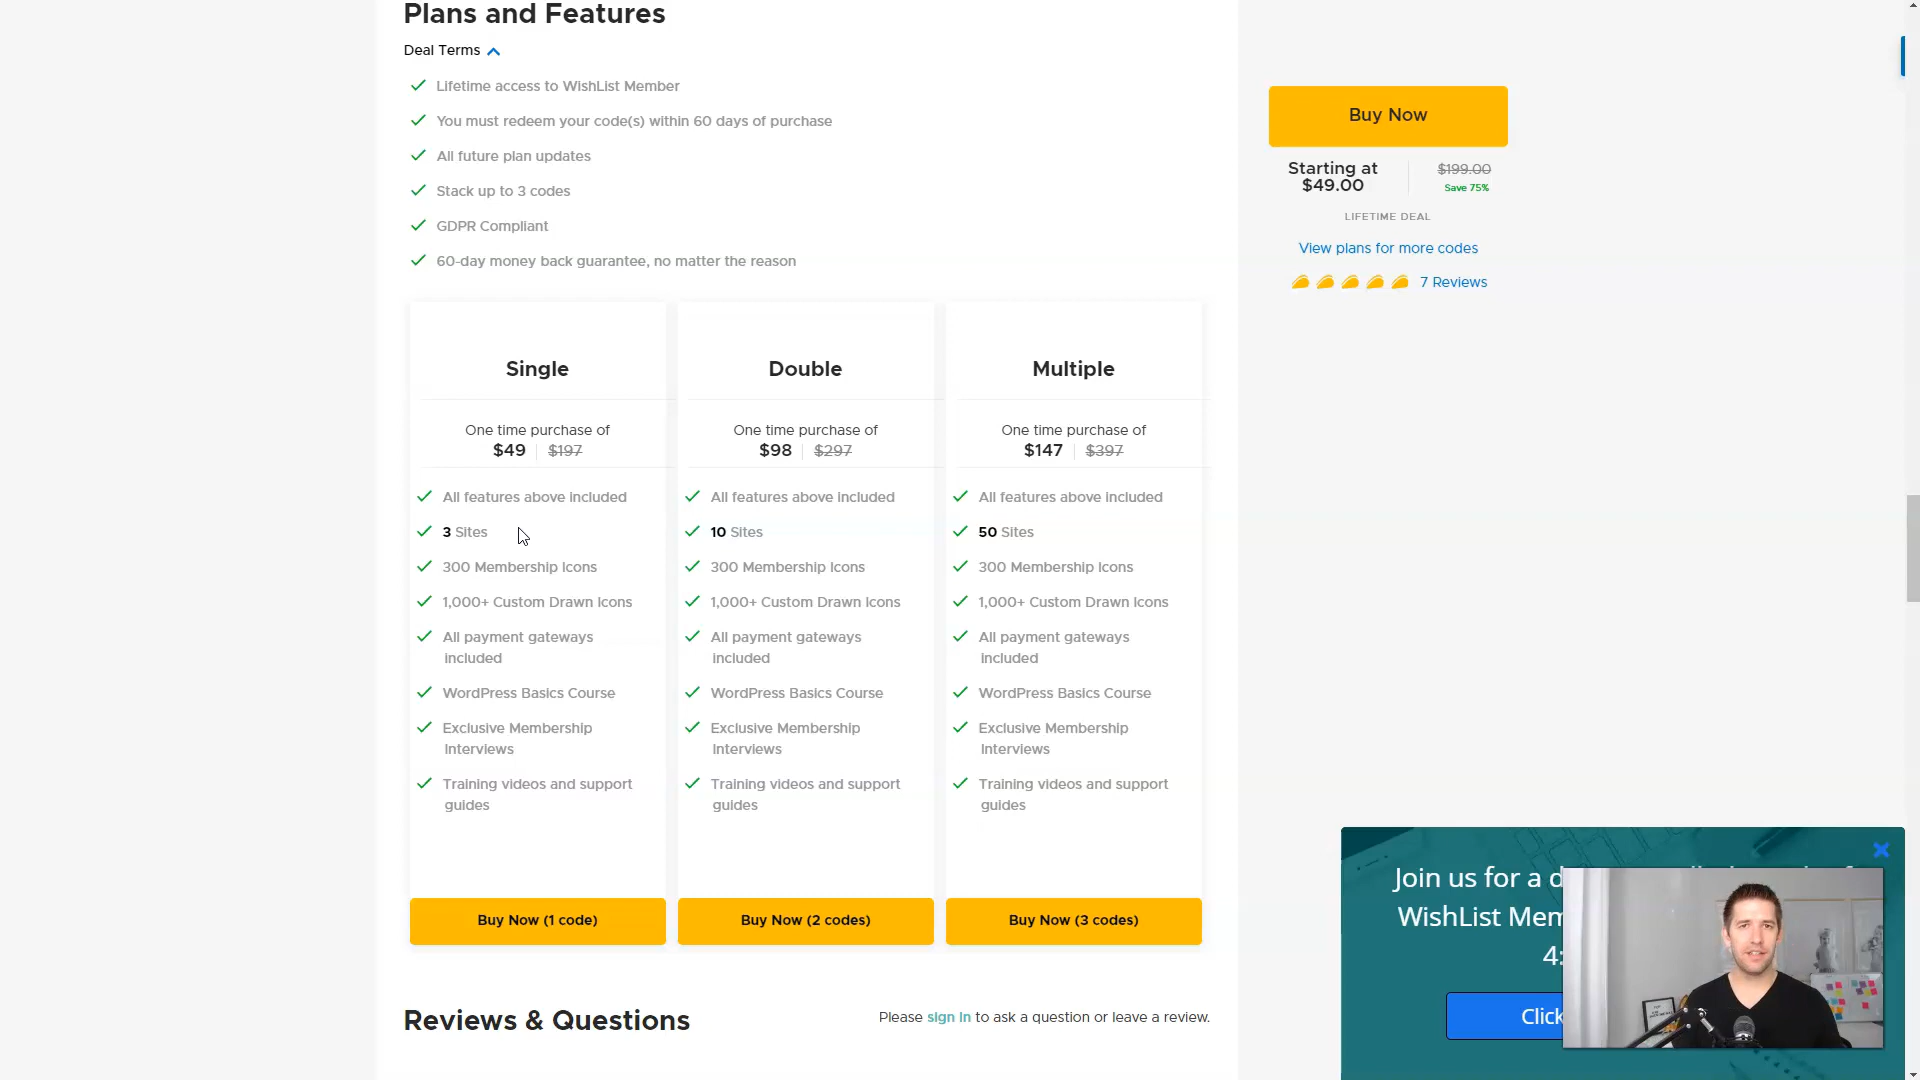 Plans and Features
Deal Terms
Lifetime access to WishList Member
You must redeem your code(s) within 60 days of purchase
All future plan updates
Stack up to 3 codes
GDPR Compliant
60-day money back guarantee, no matter the reason
Single
One time purchase of
$49 $197
All features above included
3 Sites
300 Membership Icons
1,000+ Custom Drawn Icons
All payment gateways
included
WordPress Basics Course
Exclusive Membership
Interviews
Training videos and support
guides
Buy Now (1 code)
Double
One time purchase of
$98 $297
All features above included
10 Sites
300 Membership Icons
1,000+ Custom Drawn Icons
All payment gateways
included
WordPress Basics Course
Exclusive Membership
Interviews
Training videos and support
guides
Buy Now (2 codes)
Multiple
One time purchase of
$147 $397
All features above included
50 Sites
300 Membership Icons
1,000+ Custom Drawn Icons
All payment gateways
included
WordPress Basics Course
Exclusive Membership
Interviews
Training videos and support
guides
Buy Now (3 codes)
Reviews & Questions
Please sign in to ask a question or leave a review.
Buy Now
Starting at
$49.00
$199.00
Save 75%
LIFETIME DEAL
View plans for more codes
7 Reviews
Join us for a
WishList
4:
Click